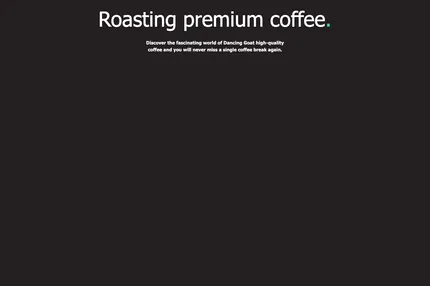 Roasting premium coffee.
Discover the fascinating world of Dancing Goat high-quality
coffee and you will never miss a single coffee break again.